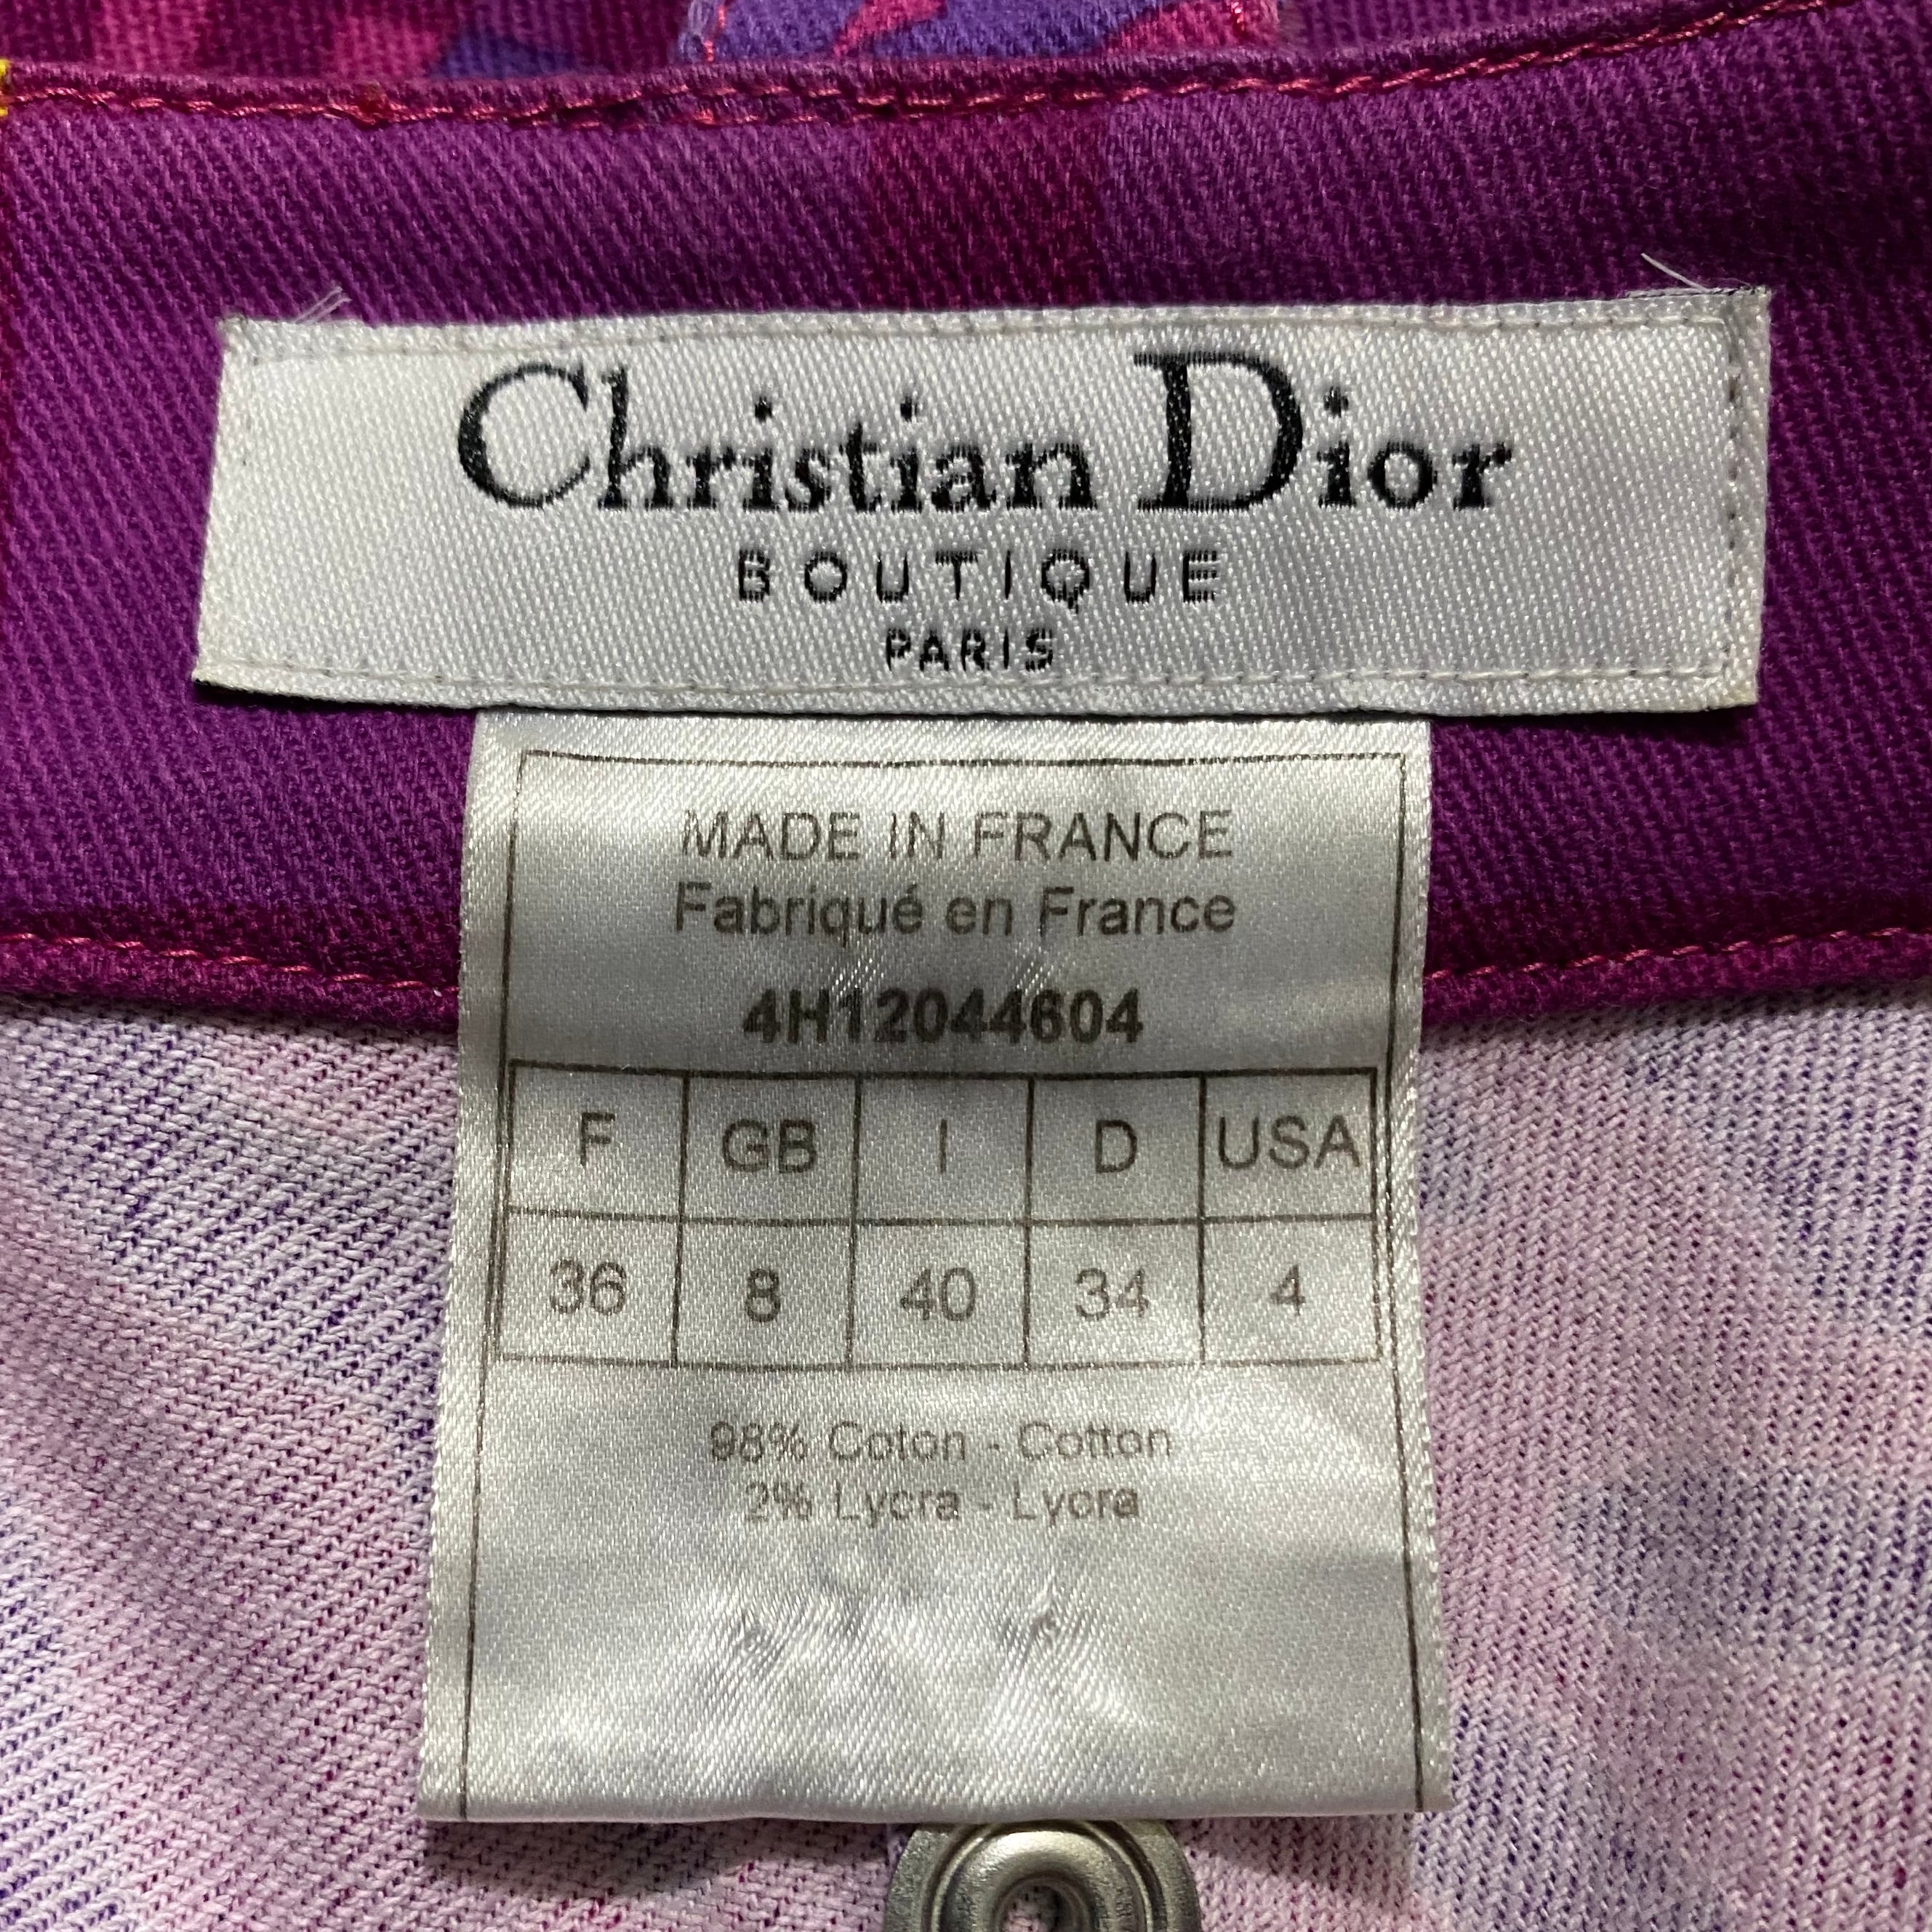 Christian Dior
BOUTIQUE
PARIS
MADE IN FRANCE
Fabriqué en France
4H12044604
F GB I D USA
36 8 40 34 4
98% Coton - Cotton
2% Lycra - Lycra